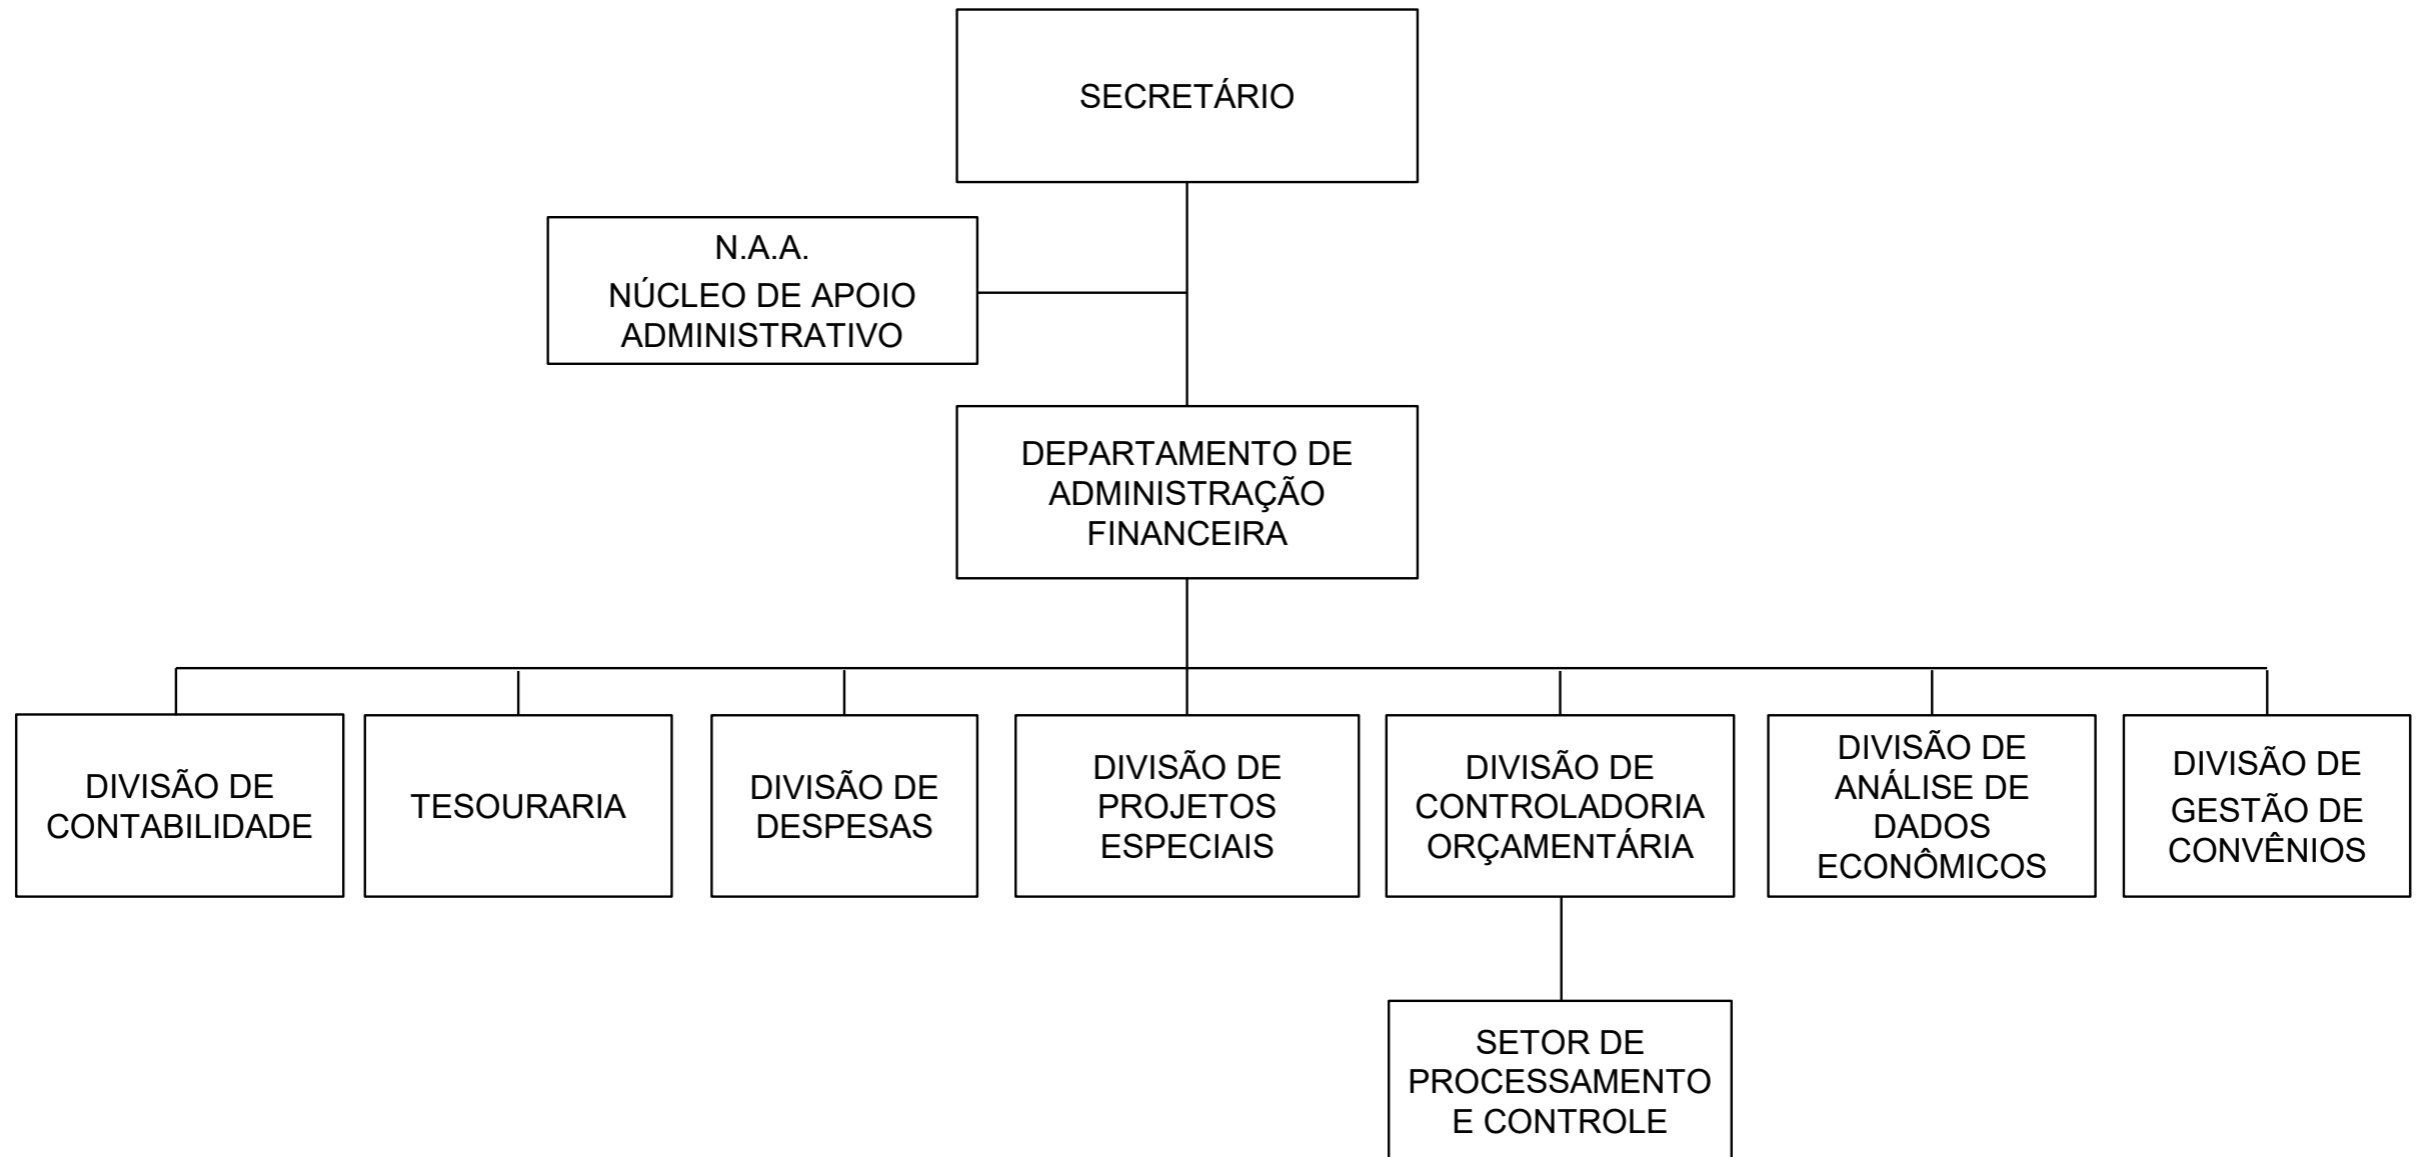 SECRETÁRIO
N.A.A.
NÚCLEO DE APOIO
ADMINISTRATIVO
DEPARTAMENTO DE
ADMINISTRAÇÃO
FINANCEIRA
DIVISÃO DE
CONTABILIDADE
TESOURARIA
DIVISÃO DE
DESPESAS
DIVISÃO DE
PROJETOS
ESPECIAIS
DIVISÃO DE
CONTROLADORIA
ORÇAMENTÁRIA
DIVISÃO DE
ANÁLISE DE
DADOS
ECONÔMICOS
DIVISÃO DE
GESTÃO DE
CONVÊNIOS
SETOR DE
PROCESSAMENTO
E CONTROLE